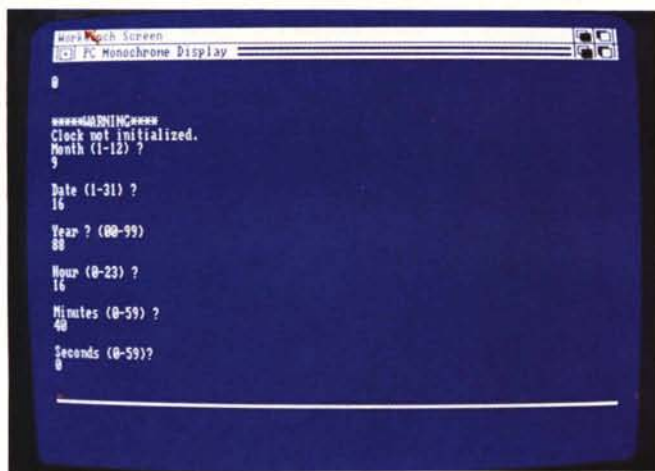 Workbench Screen
PC Monochrome Display
0
*****WARNING****
Clock not initialized.
Month (1-12) ?
9
Date (1-31) ?
16
Year ? (00-99)
88
Hour (0-23) ?
16
Minutes (0-59) ?
40
Seconds (0-59)?
0